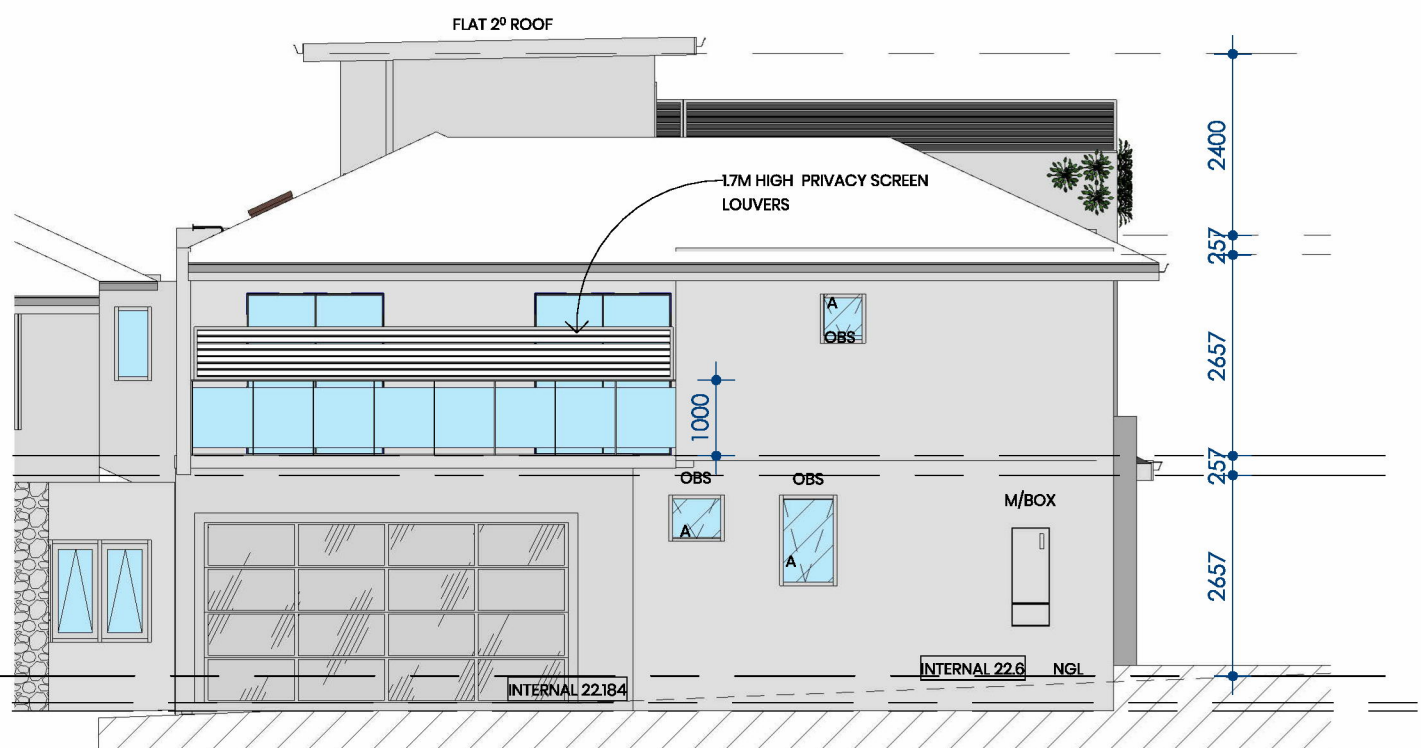 FLAT 2⁰ ROOF
2400
1.7M HIGH PRIVACY SCREEN
LOUVERS
257
A
OBS
2657
1000
257
OBS
OBS
M/BOX
A
A
2657
INTERNAL 22.6 NGL
INTERNAL 22.184